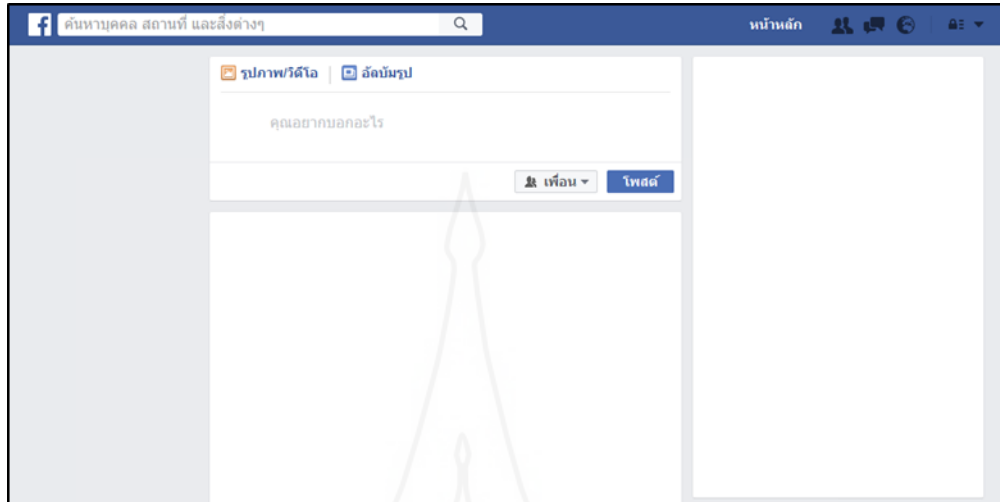 ค้นหาบุคคล สถานที่ และสิ่งต่างๆ
หน้าหลัก
รูปภาพ/วิดีโอ
อัลบัมรูป
คุณอยากบอกอะไร
เพื่อน
โพสต์